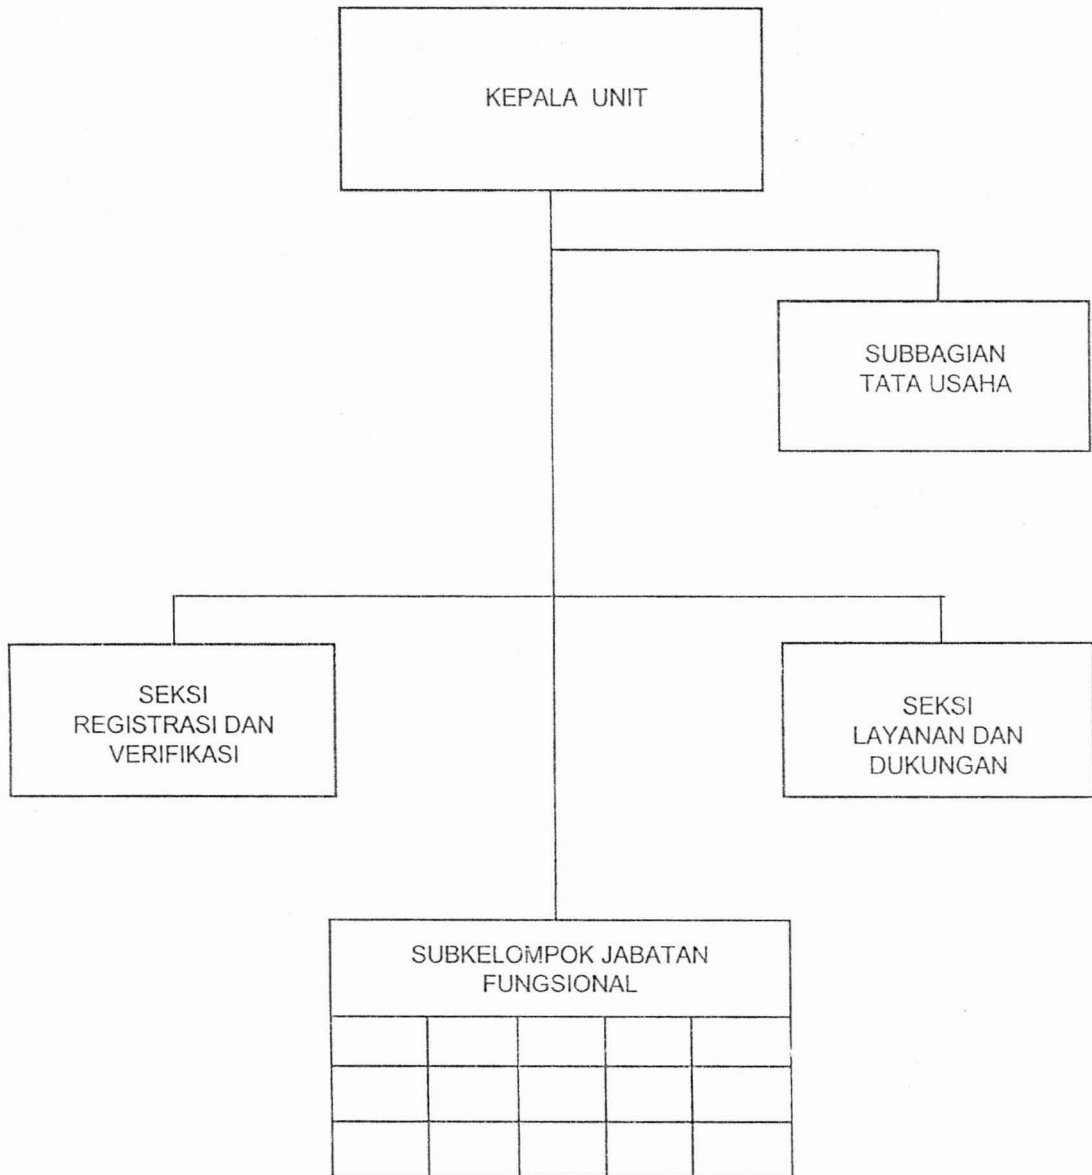 KEPALA UNIT
SUBBAGIAN
TATA USAHA
SEKSI
REGISTRASI DAN
VERIFIKASI
SEKSI
LAYANAN DAN
DUKUNGAN
SUBKELOMPOK JABATAN
FUNGSIONAL